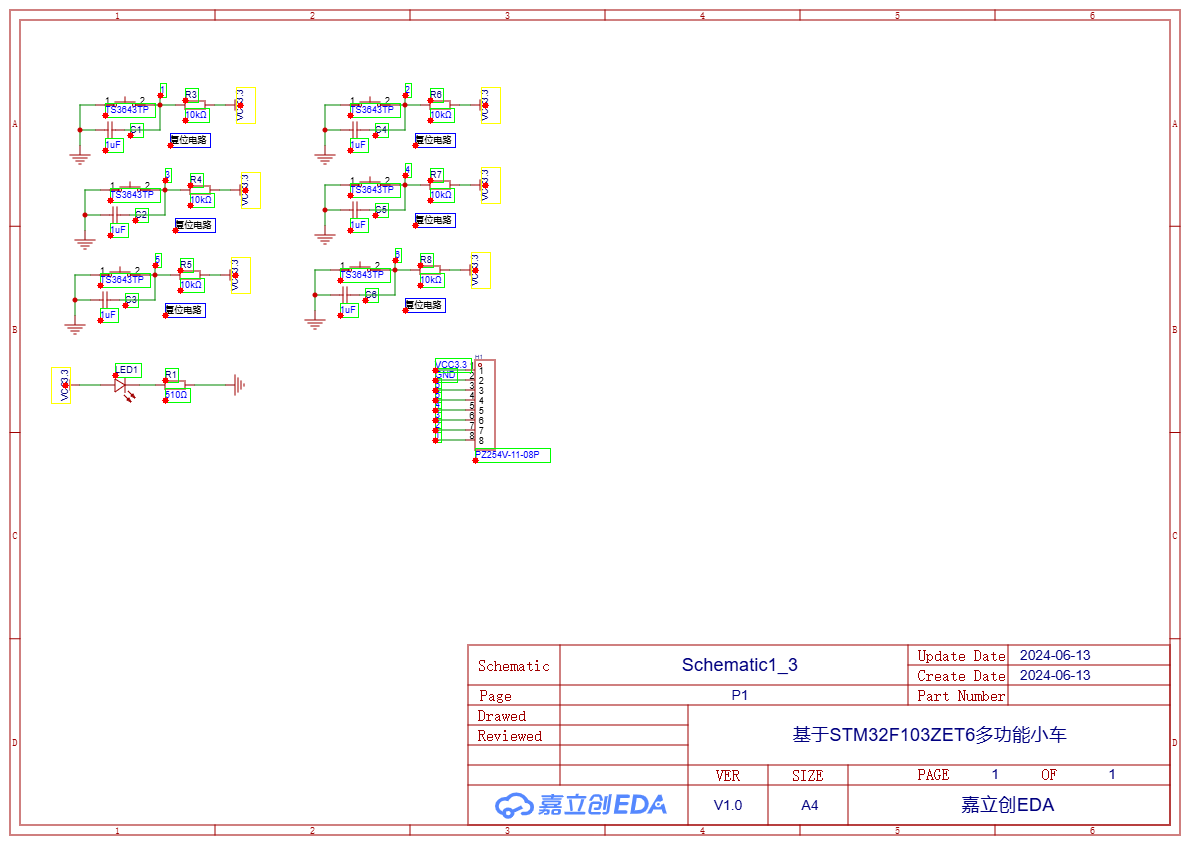 1 2 3 4 5 6
A
B
C
D
A
B
C
D
1 2
1
TS3643TP
C1
1uF
R3
10kΩ
VCC3.3
复位电路
1 2
2
TS3643TP
C4
1uF
R6
10kΩ
VCC3.3
复位电路
1 2
3
TS3643TP
C2
1uF
R4
10kΩ
VCC3.3
复位电路
1 2
4
TS3643TP
C5
1uF
R7
10kΩ
VCC3.3
复位电路
1 2
5
TS3643TP
C3
1uF
R5
10kΩ
VCC3.3
复位电路
1 2
TS3643TP
C6
1uF
R8
10kΩ
VCC3.3
复位电路
VCC3.3
LED1
R1
510Ω
H1
VCC3.3 1 1
GND 2 2
3 3
4 4
5 5
6 6
7 7
8 8
PZ254V-11-08P
Schematic
Schematic1_3
Update Date 2024-06-13
Create Date 2024-06-13
Page
P1
Part Number
Drawed
Reviewed
基于STM32F103ZET6多功能小车
VER SIZE PAGE 1 OF 1
嘉立创EDA
V1.0 A4 嘉立创EDA
1 2 3 4 5 6